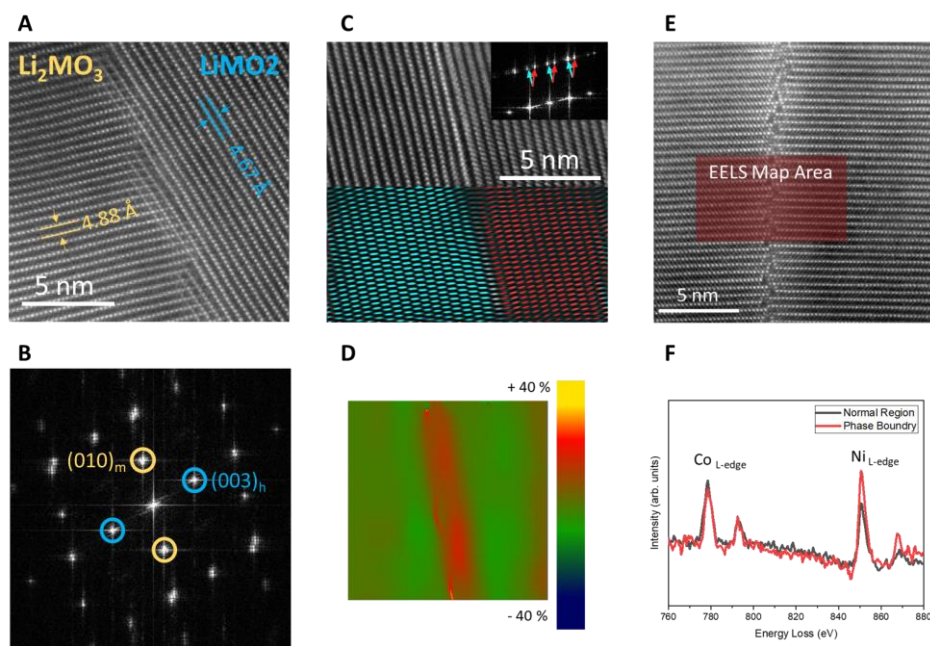 A
Li₂MO₃
LiMO2
4.67 Å
4.88 Å
5 nm
B
(010)m
(003)h
C
5 nm
D
+ 40 %
- 40 %
E
EELS Map Area
5 nm
F
Normal Region
Phase Boundry
Co L-edge
Ni L-edge
Intensity (arb. units)
760 780 800 820 840 860 880
Energy Loss (eV)